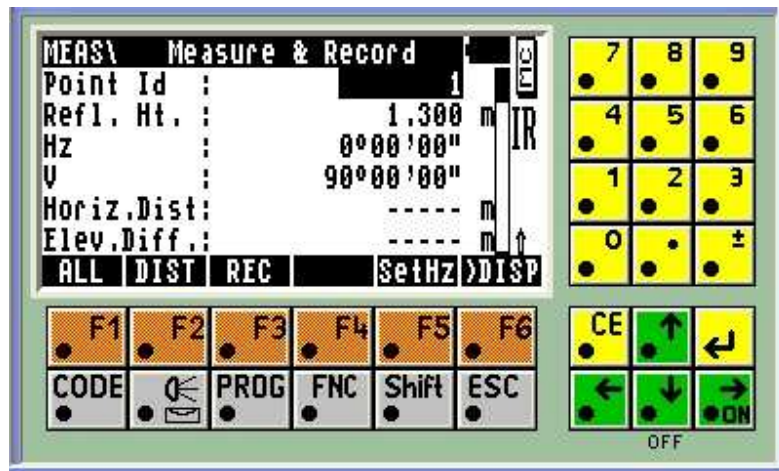 MEAS\ Measure & Record
mo
Point Id : 1
Refl. Ht. : 1.300 m
IR
Hz : 0°00'00"
V : 90°00'00"
Horiz.Dist: ----- m
Elev.Diff.: ----- m
ALL DIST REC SetHz >DISP
F1 F2 F3 F4 F5 F6
CODE PROG FNC Shift ESC
7 8 9
4 5 6
1 2 3
0 • ±
CE ↑ ↵
← ↓ → ON
OFF